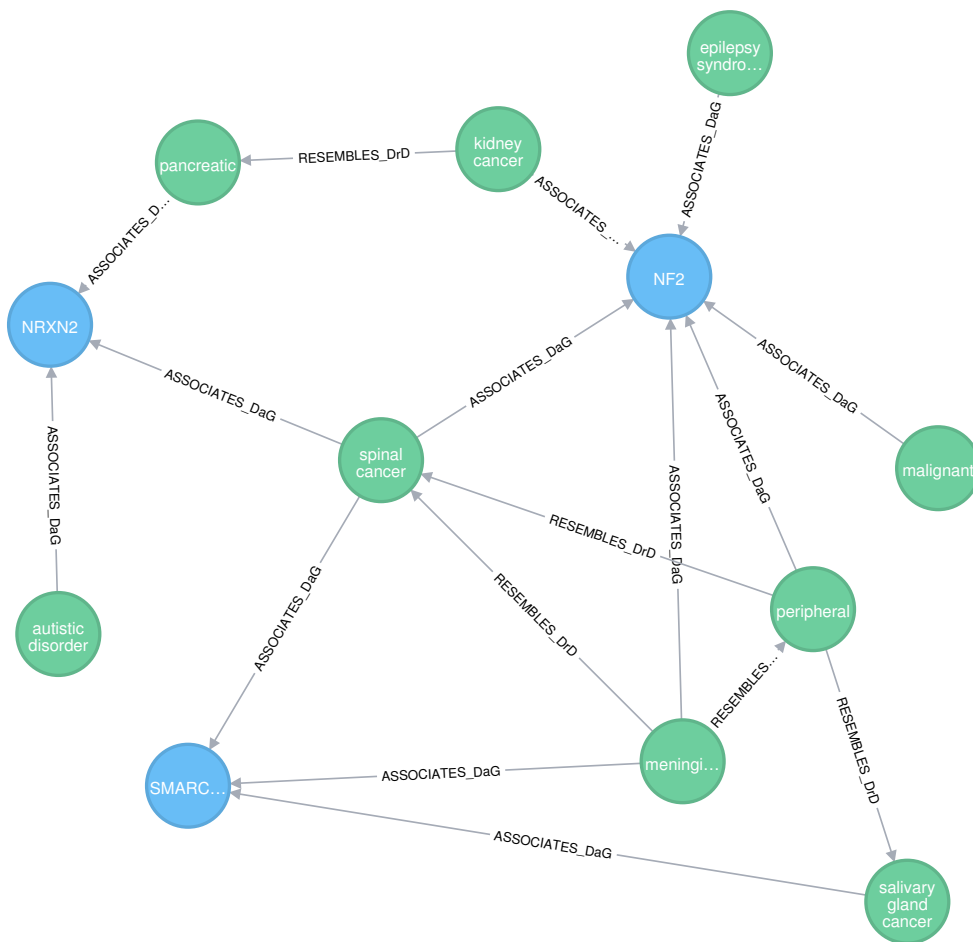 epilepsy
syndro…
ASSOCIATES_DaG
kidney
cancer
RESEMBLES_DrD
pancreatic
ASSOCIATES_…
ASSOCIATES_D…
NF2
NRXN2
ASSOCIATES_DaG
ASSOCIATES_DaG
ASSOCIATES_DaG
ASSOCIATES_DaG
spinal
cancer
malignant
ASSOCIATES_DaG
ASSOCIATES_DaG
ASSOCIATES_DaG
RESEMBLES_DrD
RESEMBLES_DrD
ASSOCIATES_DaG
peripheral
autistic
disorder
RESEMBLES…
RESEMBLES_DrD
meningi…
ASSOCIATES_DaG
SMARC…
ASSOCIATES_DaG
salivary
gland
cancer